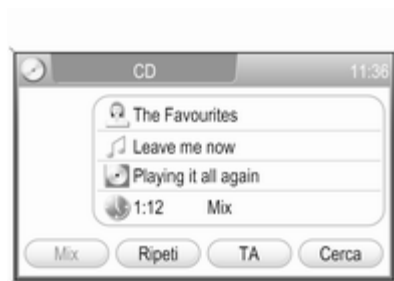 CD 11:36
The Favourites
Leave me now
Playing it all again
1:12 Mix
Mix Ripeti TA Cerca